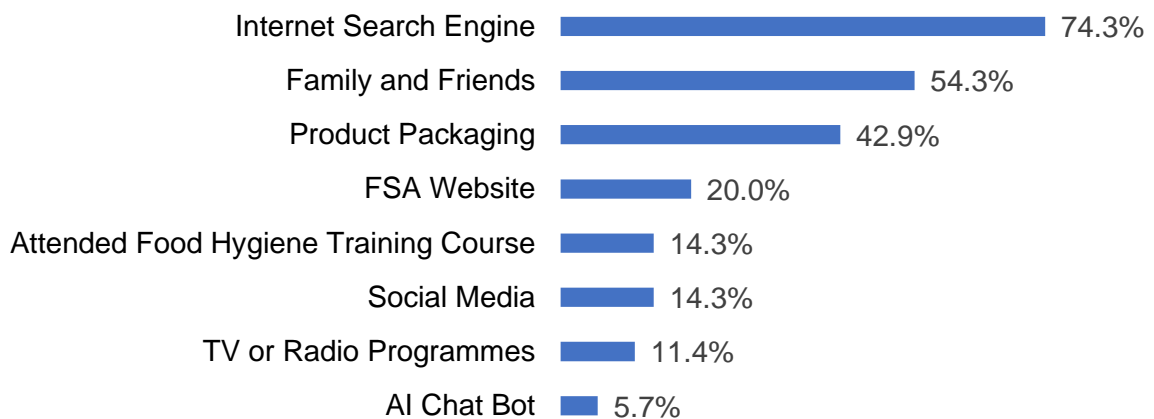 Internet Search Engine 74.3%
Family and Friends 54.3%
Product Packaging 42.9%
FSA Website 20.0%
Attended Food Hygiene Training Course 14.3%
Social Media 14.3%
TV or Radio Programmes 11.4%
AI Chat Bot 5.7%